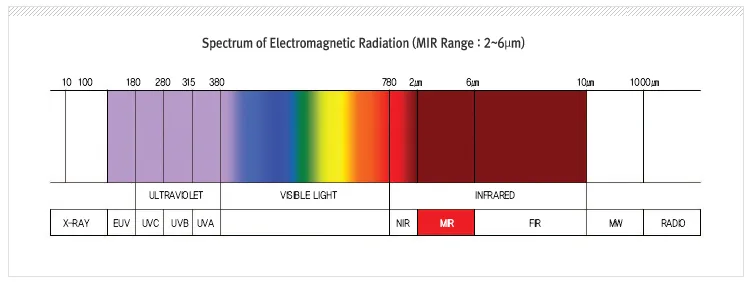 Spectrum of Electromagnetic Radiation (MIR Range : 2~6μm)
10 100 180 280 315 380 780 2㎛ 6㎛ 10㎛ 1000㎛
ULTRAVIOLET VISIBLE LIGHT INFRARED
X-RAY EUV UVC UVB UVA NIR MIR FIR MW RADIO